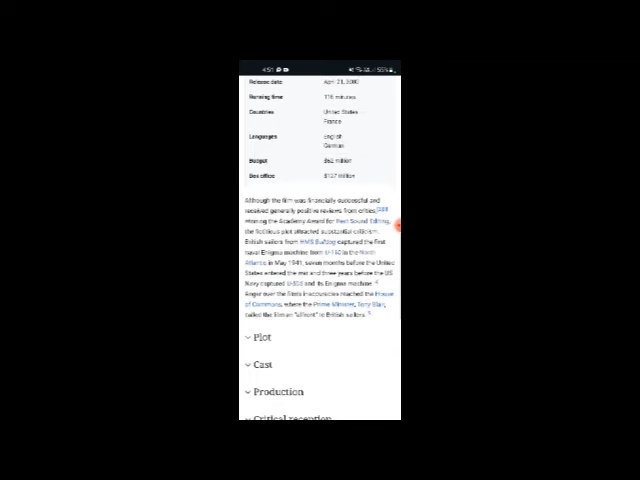 4:51
55%
Release date April 21, 2000
Running time 116 minutes
Countries United States
France
Languages English
German
Budget $62 million
Box office $127 million
Although the film was financially successful and
received generally positive reviews from critics,
winning the Academy Award for Best Sound Editing,
the fictitious plot attracted substantial criticism.
British sailors from HMS Bulldog captured the first
naval Enigma machine from U-110 in the North
Atlantic in May 1941, seven months before the United
States entered the war and three years before the US
Navy captured U-505 and its Enigma machine.
Anger over the film's inaccuracies reached the House
of Commons, where the Prime Minister, Tony Blair,
called the film an "affront" to British sailors.
Plot
Cast
Production
Critical reception